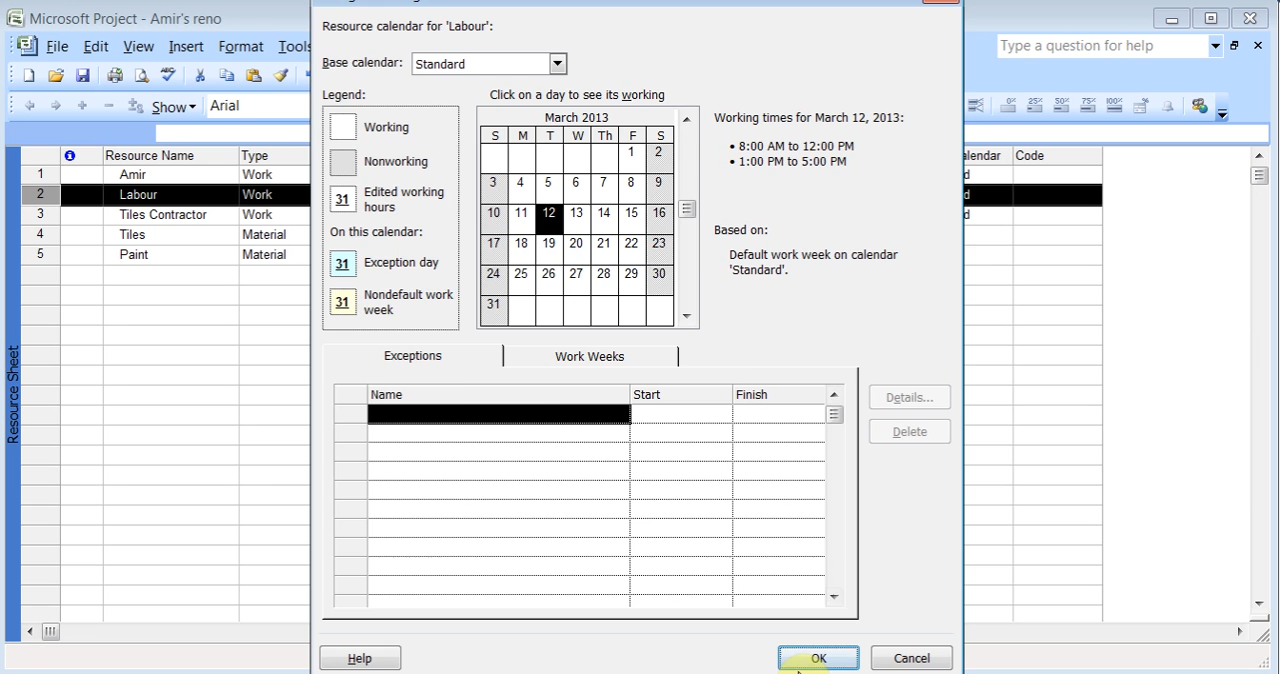 Microsoft Project - Amir's reno
File Edit View Insert Format Tools
Type a question for help
Show
Arial
0% 25% 50% 75% 100%
Resource Name Type
1 Amir Work
2 Labour Work
3 Tiles Contractor Work
4 Tiles Material
5 Paint Material
Resource Sheet
alendar Code
d
d
d
Resource calendar for 'Labour':
Base calendar: Standard
Legend:
Working
Nonworking
31 Edited working
hours
On this calendar:
31 Exception day
31 Nondefault work
week
Click on a day to see its working
March 2013
S M T W Th F S
1 2
3 4 5 6 7 8 9
10 11 12 13 14 15 16
17 18 19 20 21 22 23
24 25 26 27 28 29 30
31
Working times for March 12, 2013:
• 8:00 AM to 12:00 PM
• 1:00 PM to 5:00 PM
Based on:
Default work week on calendar
'Standard'.
Exceptions Work Weeks
Name Start Finish
Details...
Delete
Help OK Cancel